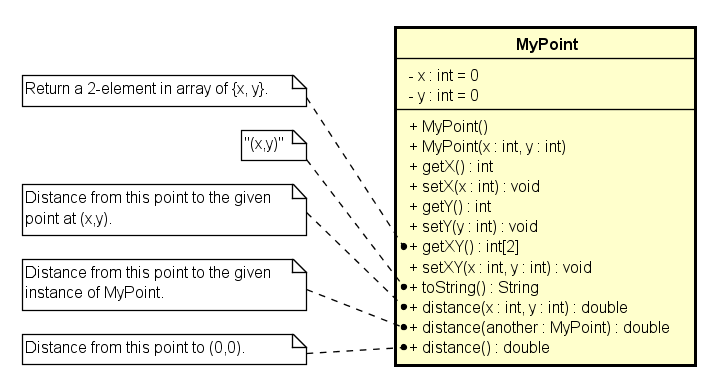 MyPoint
- x : int = 0
- y : int = 0
+ MyPoint()
+ MyPoint(x : int, y : int)
+ getX() : int
+ setX(x : int) : void
+ getY() : int
+ setY(y : int) : void
+ getXY() : int[2]
+ setXY(x : int, y : int) : void
+ toString() : String
+ distance(x : int, y : int) : double
+ distance(another : MyPoint) : double
+ distance() : double
Return a 2-element in array of {x, y}.
"(x,y)"
Distance from this point to the given
point at (x,y).
Distance from this point to the given
instance of MyPoint.
Distance from this point to (0,0).